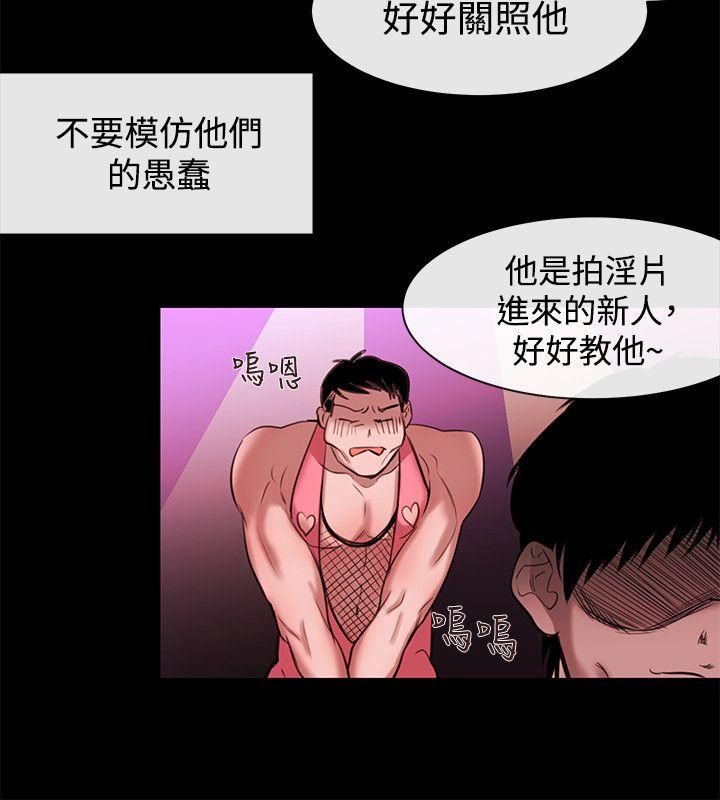 好好關照他
不要模仿他們
的愚蠢
他是拍淫片
進來的新人,
好好教他~
嗚嗯
嗚嗚